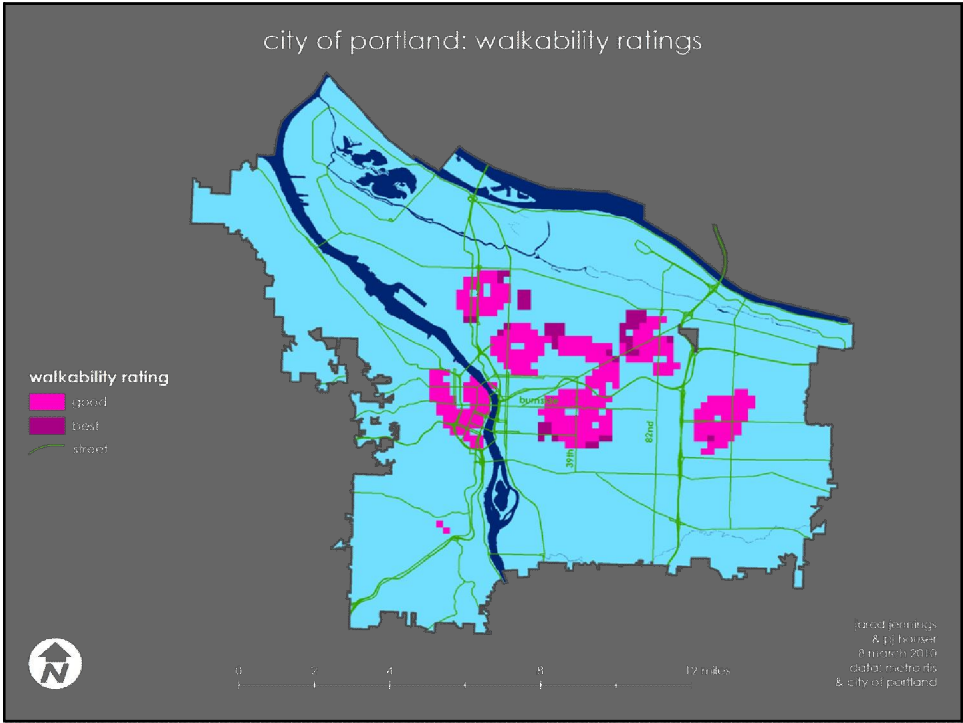 city of portland: walkability ratings
burnside
82nd
39th
walkability rating
good
best
street
jarod jennings
& pj houser
8 march 2010
data: metro rlis
& city of portland
N
0 2 4 8 12 miles